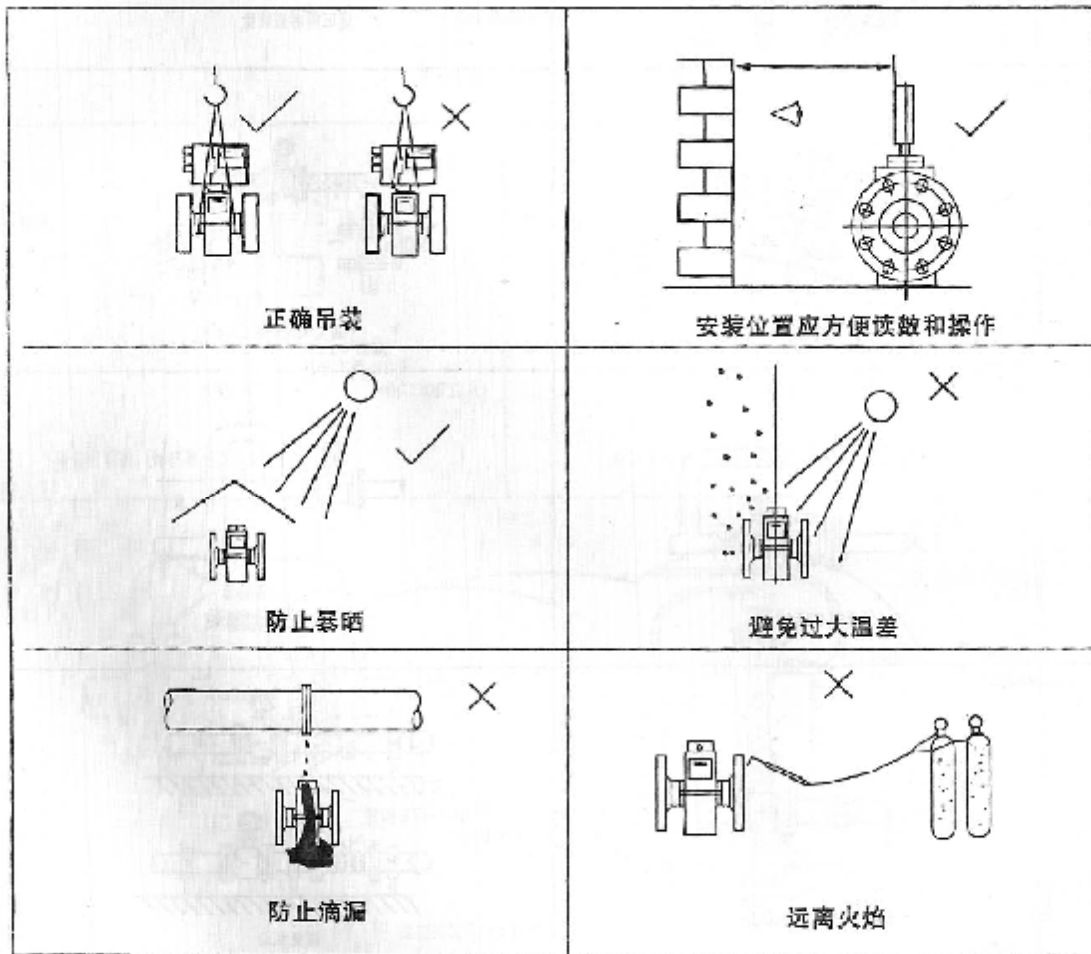 正确吊装
安装位置应方便读数和操作
防止暴晒
避免过大温差
防止滴漏
远离火焰